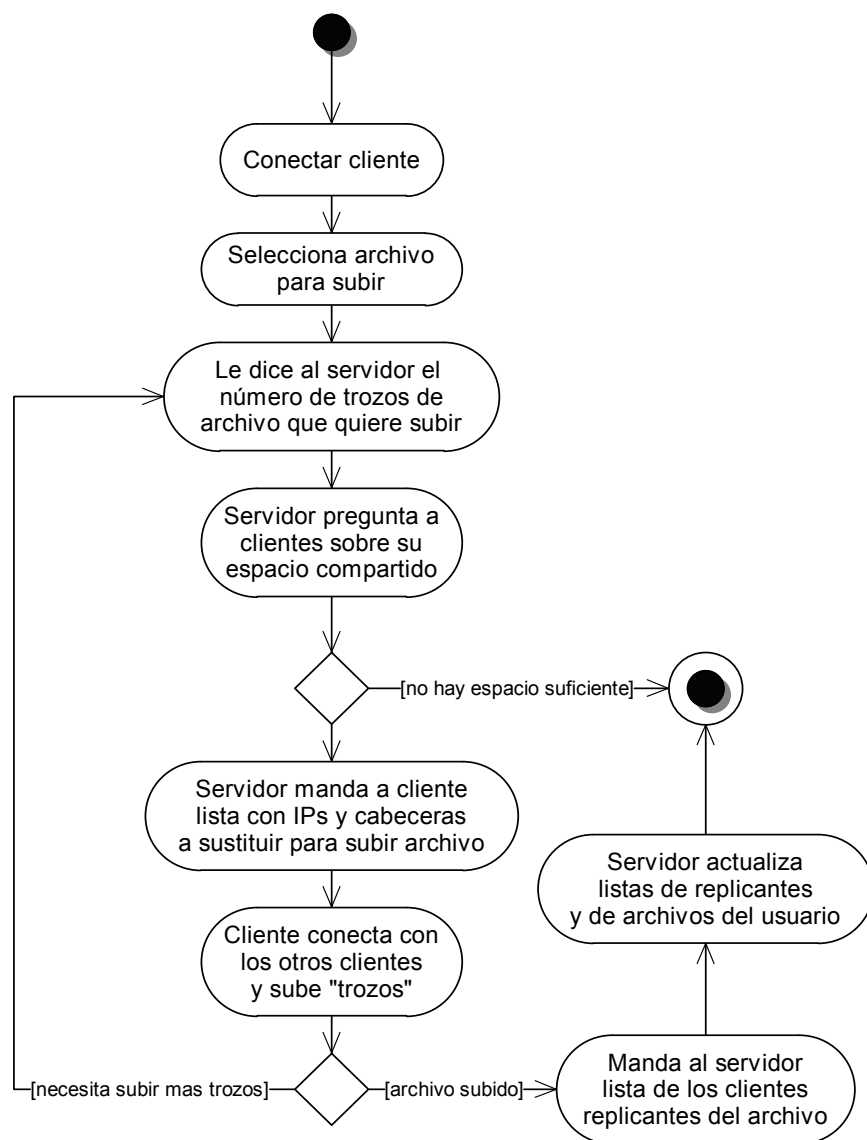 Conectar cliente
Selecciona archivo
para subir
Le dice al servidor el
número de trozos de
archivo que quiere subir
Servidor pregunta a
clientes sobre su
espacio compartido
[no hay espacio suficiente]
Servidor manda a cliente
lista con IPs y cabeceras
a sustituir para subir archivo
Cliente conecta con
los otros clientes
y sube "trozos"
[necesita subir mas trozos]
[archivo subido]
Manda al servidor
lista de los clientes
replicantes del archivo
Servidor actualiza
listas de replicantes
y de archivos del usuario